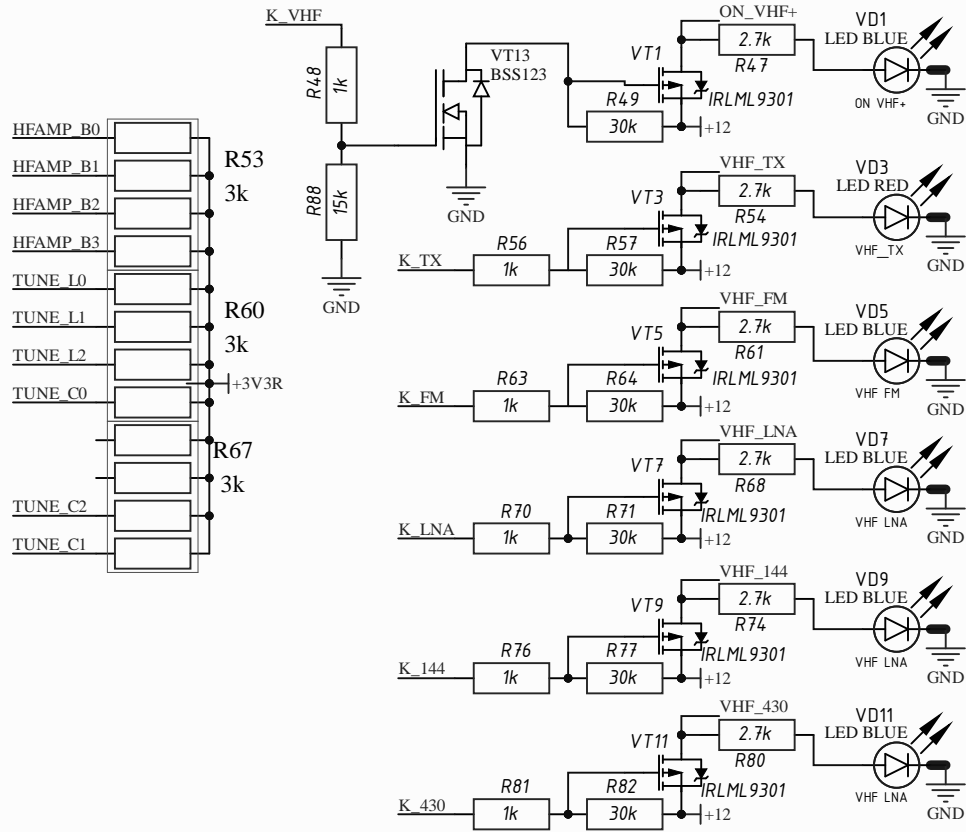 K_VHF
R48
1k
R88
15k
GND
VT13
BSS123
GND
HFAMP_B0
HFAMP_B1
HFAMP_B2
HFAMP_B3
TUNE_L0
TUNE_L1
TUNE_L2
TUNE_C0
TUNE_C2
TUNE_C1
R53
3k
R60
3k
+3V3R
R67
3k
ON_VHF+
VT1
2.7k
R47
IRLML9301
R49
30k
+12
VD1
LED BLUE
ON VHF+
GND
VHF_TX
VT3
2.7k
R54
IRLML9301
K_TX
R56
1k
R57
30k
+12
VD3
LED RED
VHF_TX
GND
VHF_FM
VT5
2.7k
R61
IRLML9301
K_FM
R63
1k
R64
30k
+12
VD5
LED BLUE
VHF FM
GND
VHF_LNA
VT7
2.7k
R68
IRLML9301
K_LNA
R70
1k
R71
30k
+12
VD7
LED BLUE
VHF LNA
GND
VHF_144
VT9
2.7k
R74
IRLML9301
K_144
R76
1k
R77
30k
+12
VD9
LED BLUE
VHF LNA
GND
VHF_430
VT11
2.7k
R80
IRLML9301
K_430
R81
1k
R82
30k
+12
VD11
LED BLUE
VHF LNA
GND